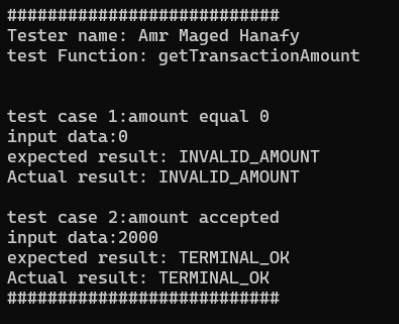 ###########################
Tester name: Amr Maged Hanafy
test Function: getTransactionAmount
test case 1:amount equal 0
input data:0
expected result: INVALID_AMOUNT
Actual result: INVALID_AMOUNT
test case 2:amount accepted
input data:2000
expected result: TERMINAL_OK
Actual result: TERMINAL_OK
###########################